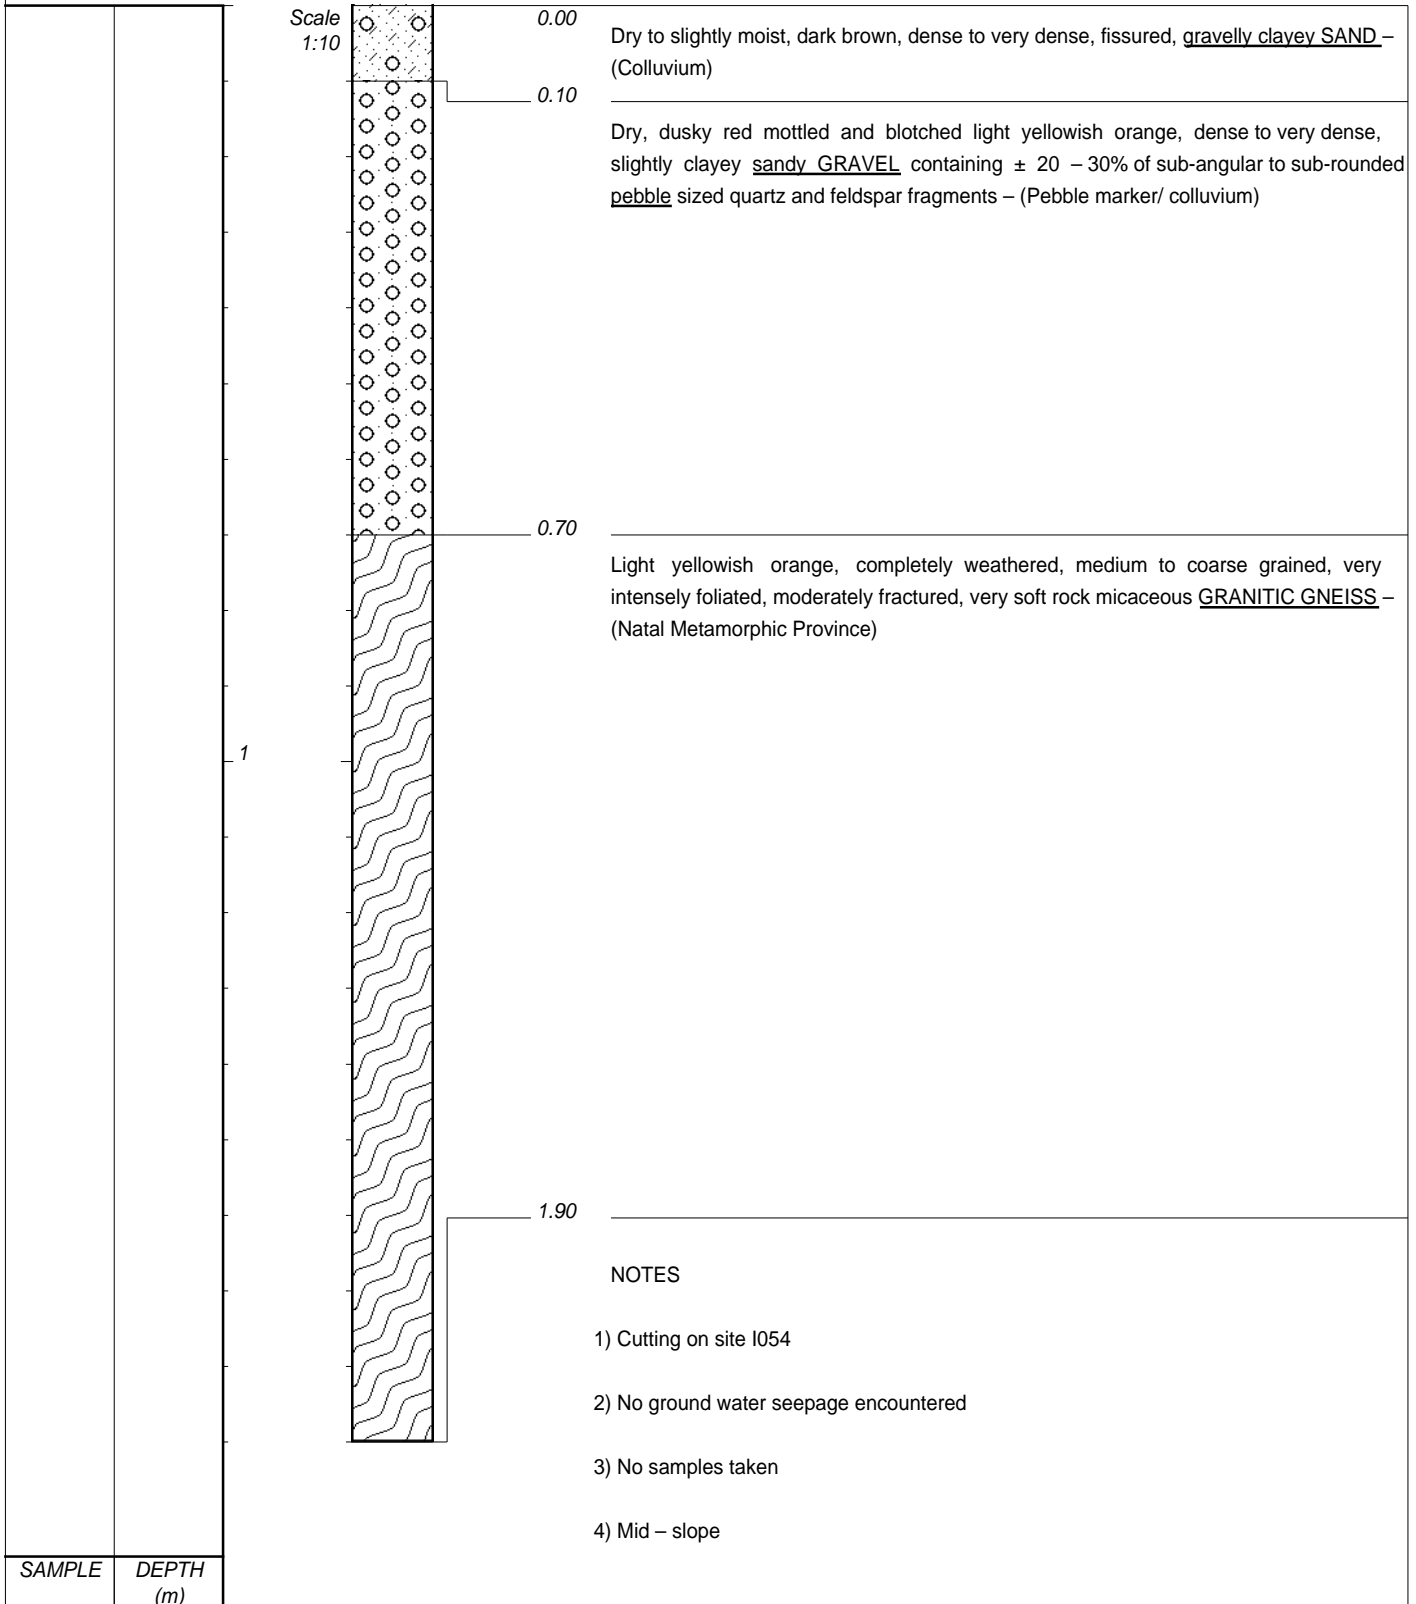 Scale
1:10
0.00
Dry to slightly moist, dark brown, dense to very dense, fissured, gravelly clayey SAND –
(Colluvium)
0.10
Dry, dusky red mottled and blotched light yellowish orange, dense to very dense,
slightly clayey sandy GRAVEL containing ± 20 – 30% of sub-angular to sub-rounded
pebble sized quartz and feldspar fragments – (Pebble marker/ colluvium)
0.70
Light yellowish orange, completely weathered, medium to coarse grained, very
intensely foliated, moderately fractured, very soft rock micaceous GRANITIC GNEISS –
(Natal Metamorphic Province)
1
1.90
NOTES
1) Cutting on site I054
2) No ground water seepage encountered
3) No samples taken
4) Mid – slope
SAMPLE DEPTH
(m)